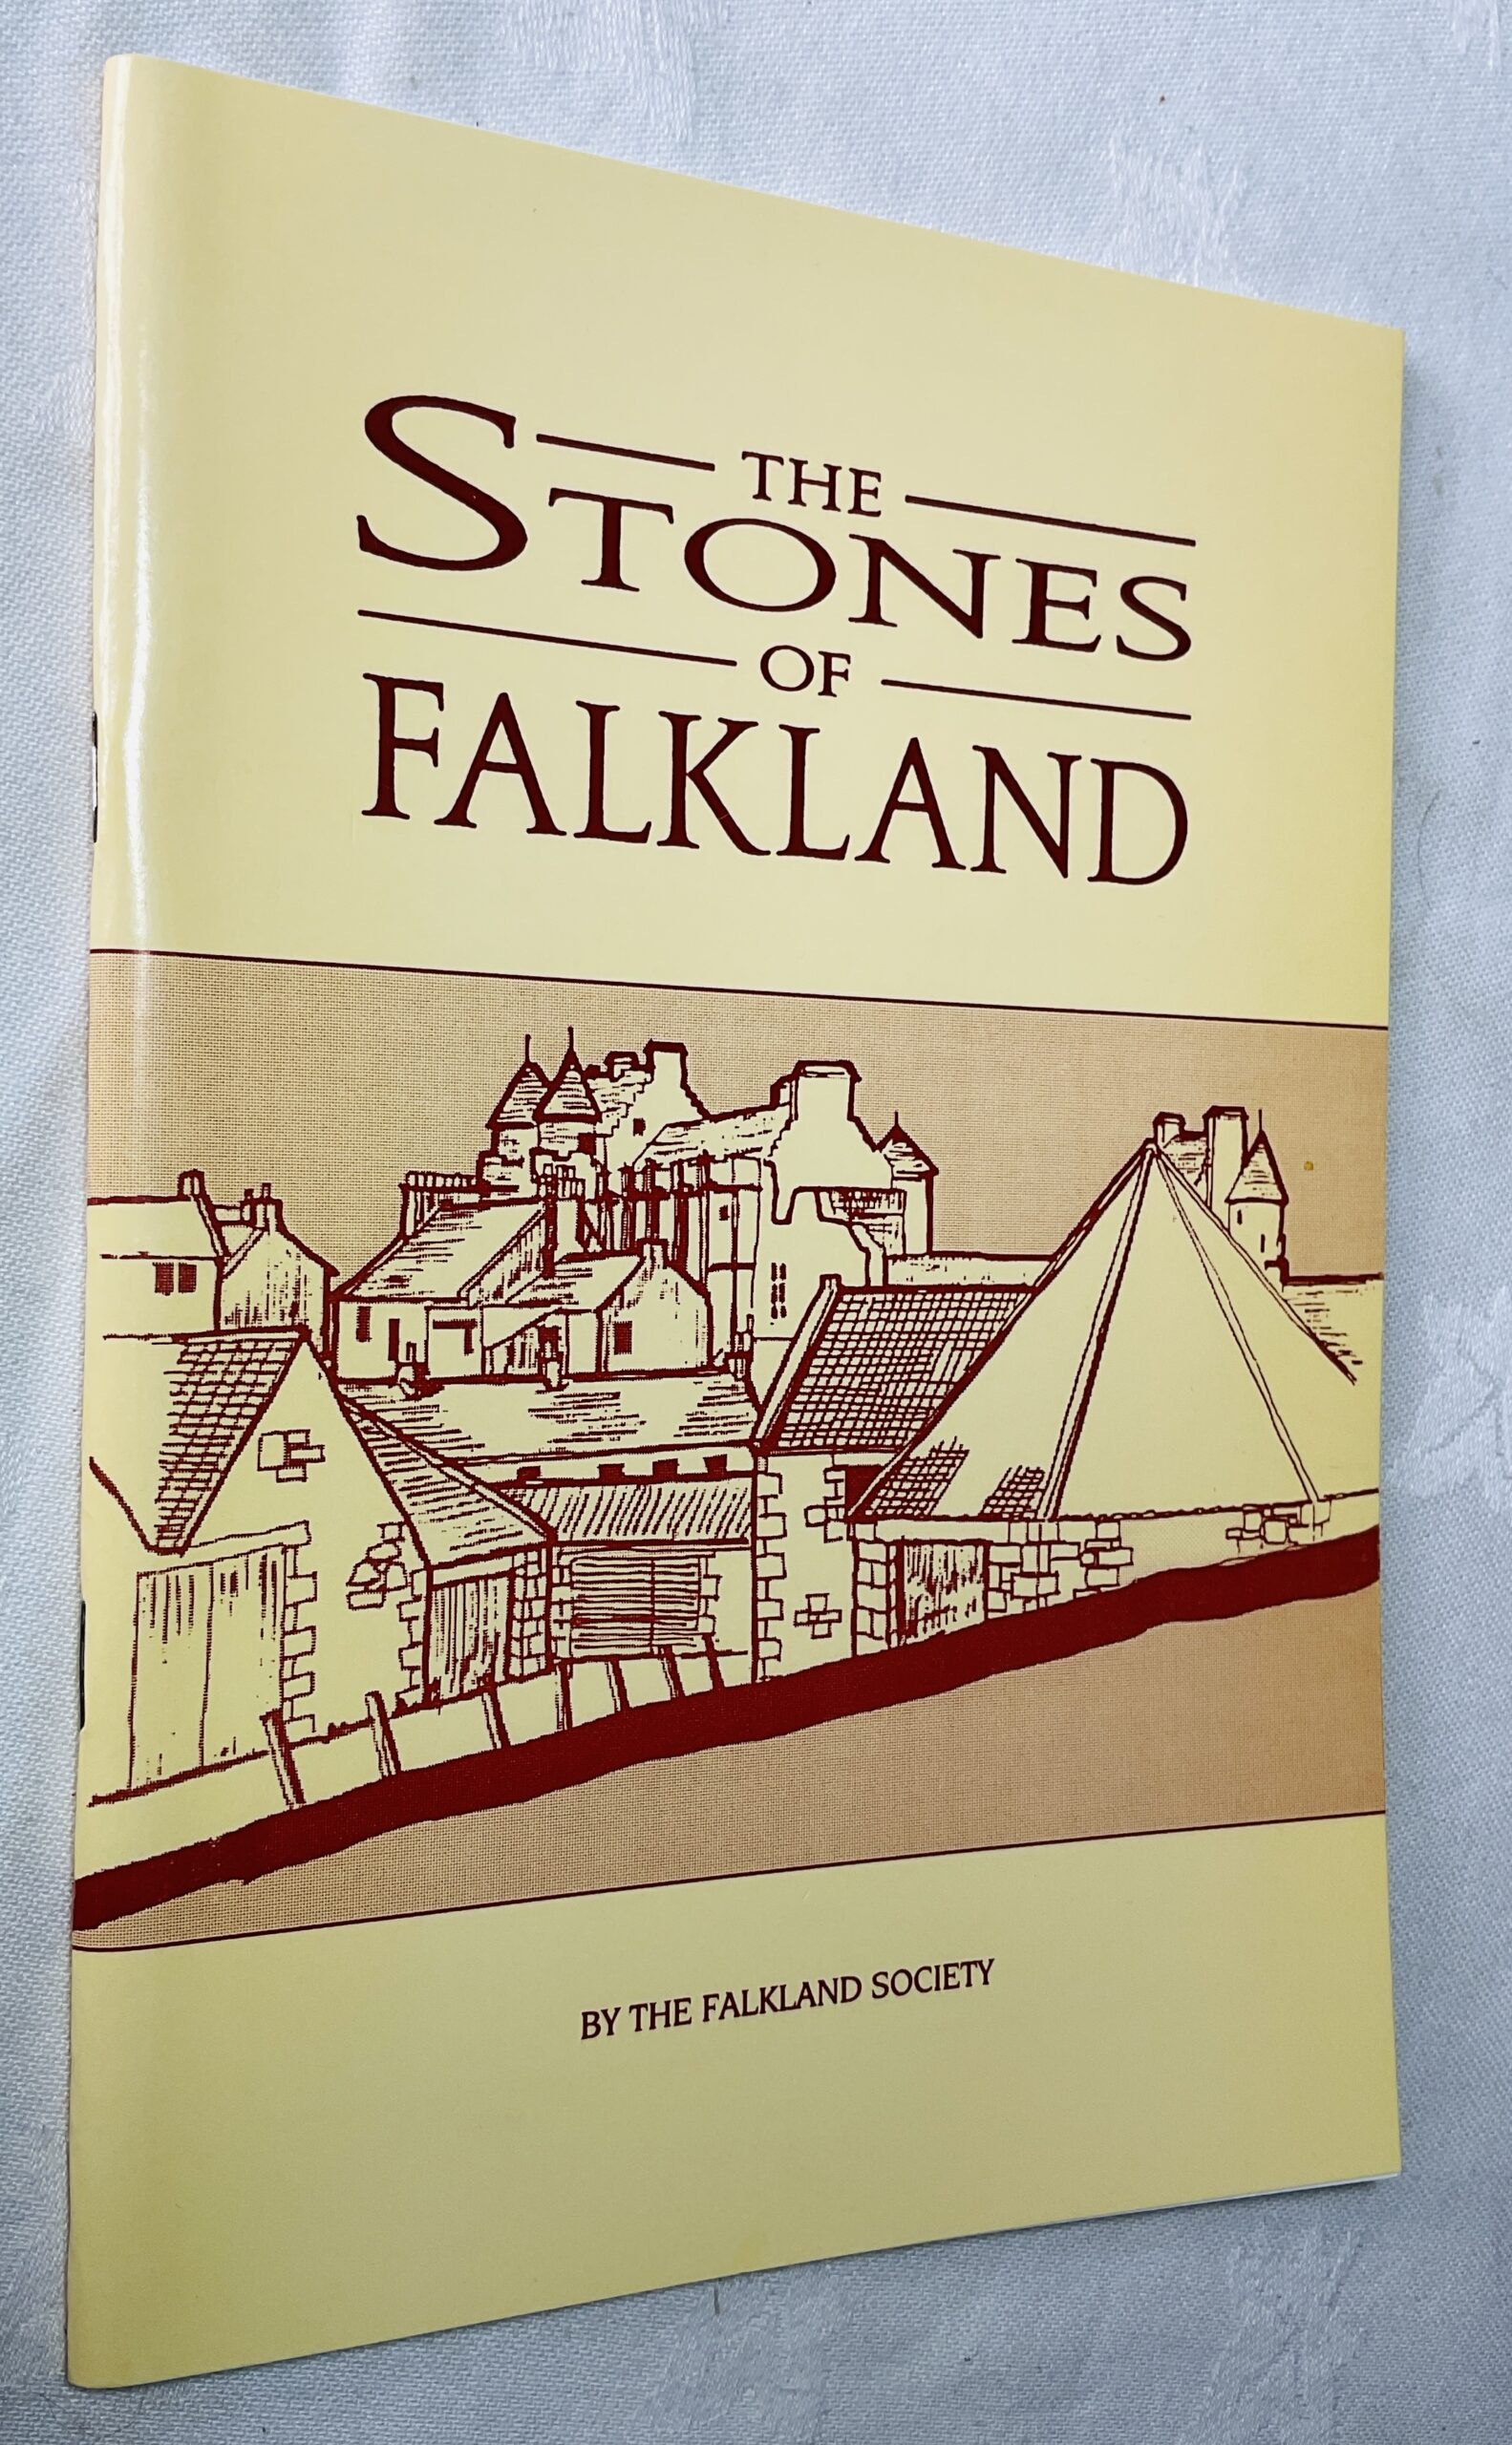 THE
STONES
OF
FALKLAND
BY THE FALKLAND SOCIETY